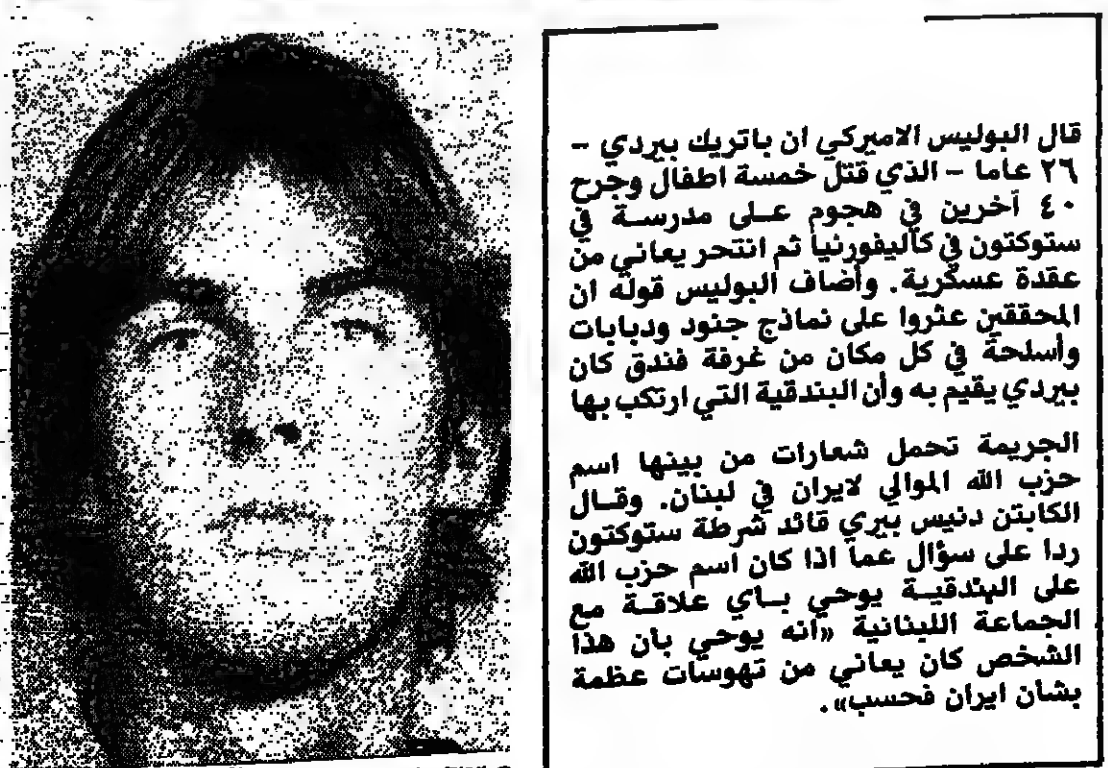 قال البوليس الاميركي ان باتريك بيردي -
٢٦ عاما - الذي قتل خمسة اطفال وجرح
٤٠ آخرين في هجوم على مدرسة في
ستوكتون في كاليفورنيا ثم انتحر يعاني من
عقدة عسكرية. وأضاف البوليس قوله ان
المحققين عثروا على نماذج جنود ودبابات
وأسلحة في كل مكان من غرفة فندق كان
بيردي يقيم به وأن البندقية التي ارتكب بها
الجريمة تحمل شعارات من بينها اسم
حزب الله الموالي لايران في لبنان. وقال
الكابتن دنيس بيري قائد شرطة ستوكتون
ردا على سؤال عما اذا كان اسم حزب الله
على البندقية يوحي بأي علاقة مع
الجماعة اللبنانية «انه يوحي بان هذا
الشخص كان يعاني من تهوسات عظمة
بشأن ايران فحسب».